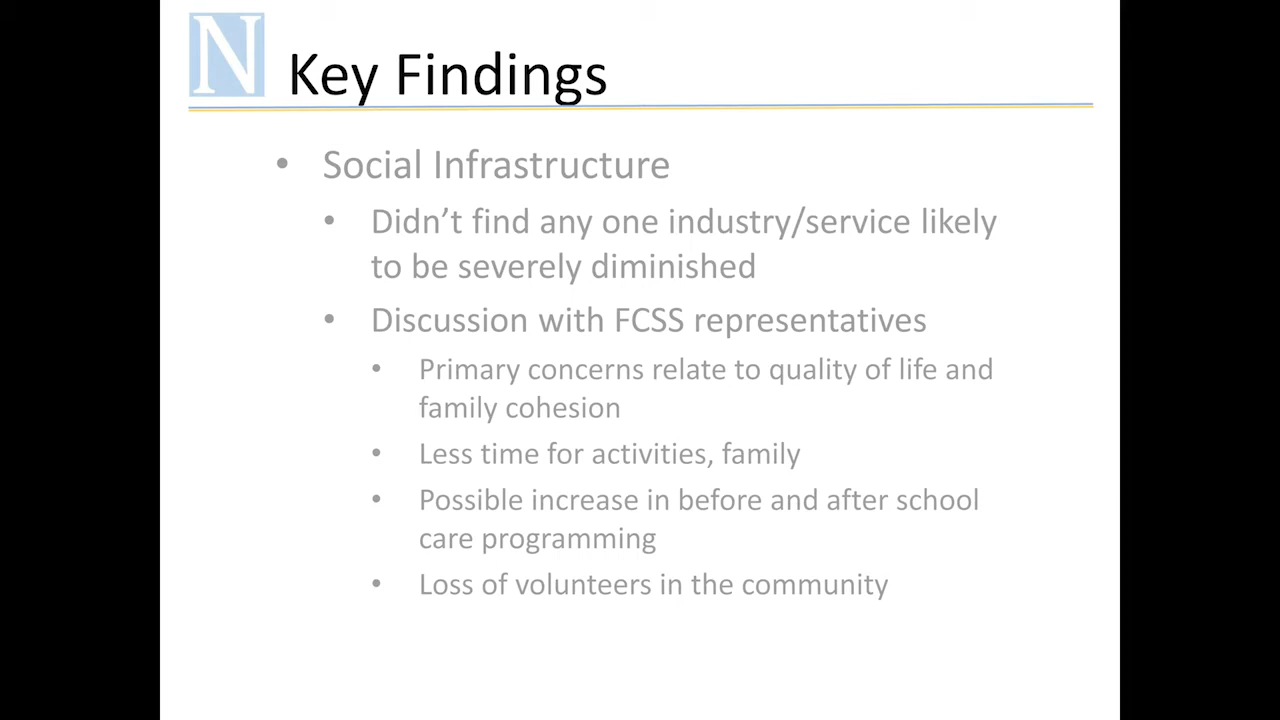 N
Key Findings
• Social Infrastructure
• Didn’t find any one industry/service likely
to be severely diminished
• Discussion with FCSS representatives
• Primary concerns relate to quality of life and
family cohesion
• Less time for activities, family
• Possible increase in before and after school
care programming
• Loss of volunteers in the community